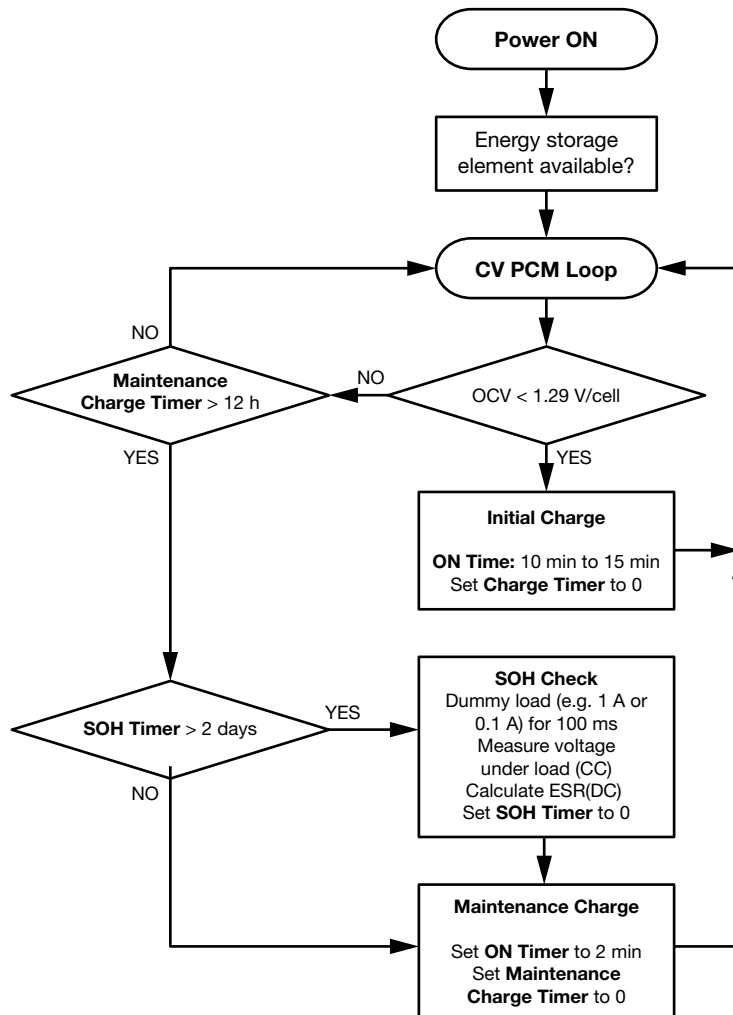 Power ON
Energy storage
element available?
CV PCM Loop
NO
Maintenance
Charge Timer > 12 h
NO
OCV < 1.29 V/cell
YES
YES
Initial Charge
ON Time: 10 min to 15 min
Set Charge Timer to 0
SOH Timer > 2 days
YES
NO
SOH Check
Dummy load (e.g. 1 A or
0.1 A) for 100 ms
Measure voltage
under load (CC)
Calculate ESR(DC)
Set SOH Timer to 0
Maintenance Charge
Set ON Timer to 2 min
Set Maintenance
Charge Timer to 0